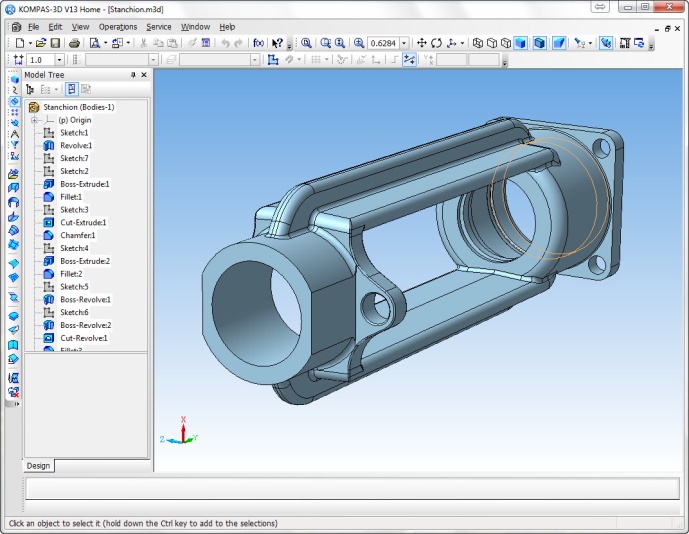 KOMPAS-3D V13 Home - [Stanchion.m3d]
File Edit View Operations Service Window Help
f(x) 0.6284
1.0
Model Tree
Stanchion (Bodies-1)
(p) Origin
Sketch:1
Revolve:1
Sketch:7
Sketch:2
Boss-Extrude:1
Fillet:1
Sketch:3
Cut-Extrude:1
Chamfer:1
Sketch:4
Boss-Extrude:2
Fillet:2
Sketch:5
Boss-Revolve:1
Sketch:6
Boss-Revolve:2
Cut-Revolve:1
Fillet:3
X
Z Y
Design
Click an object to select it (hold down the Ctrl key to add to the selections)